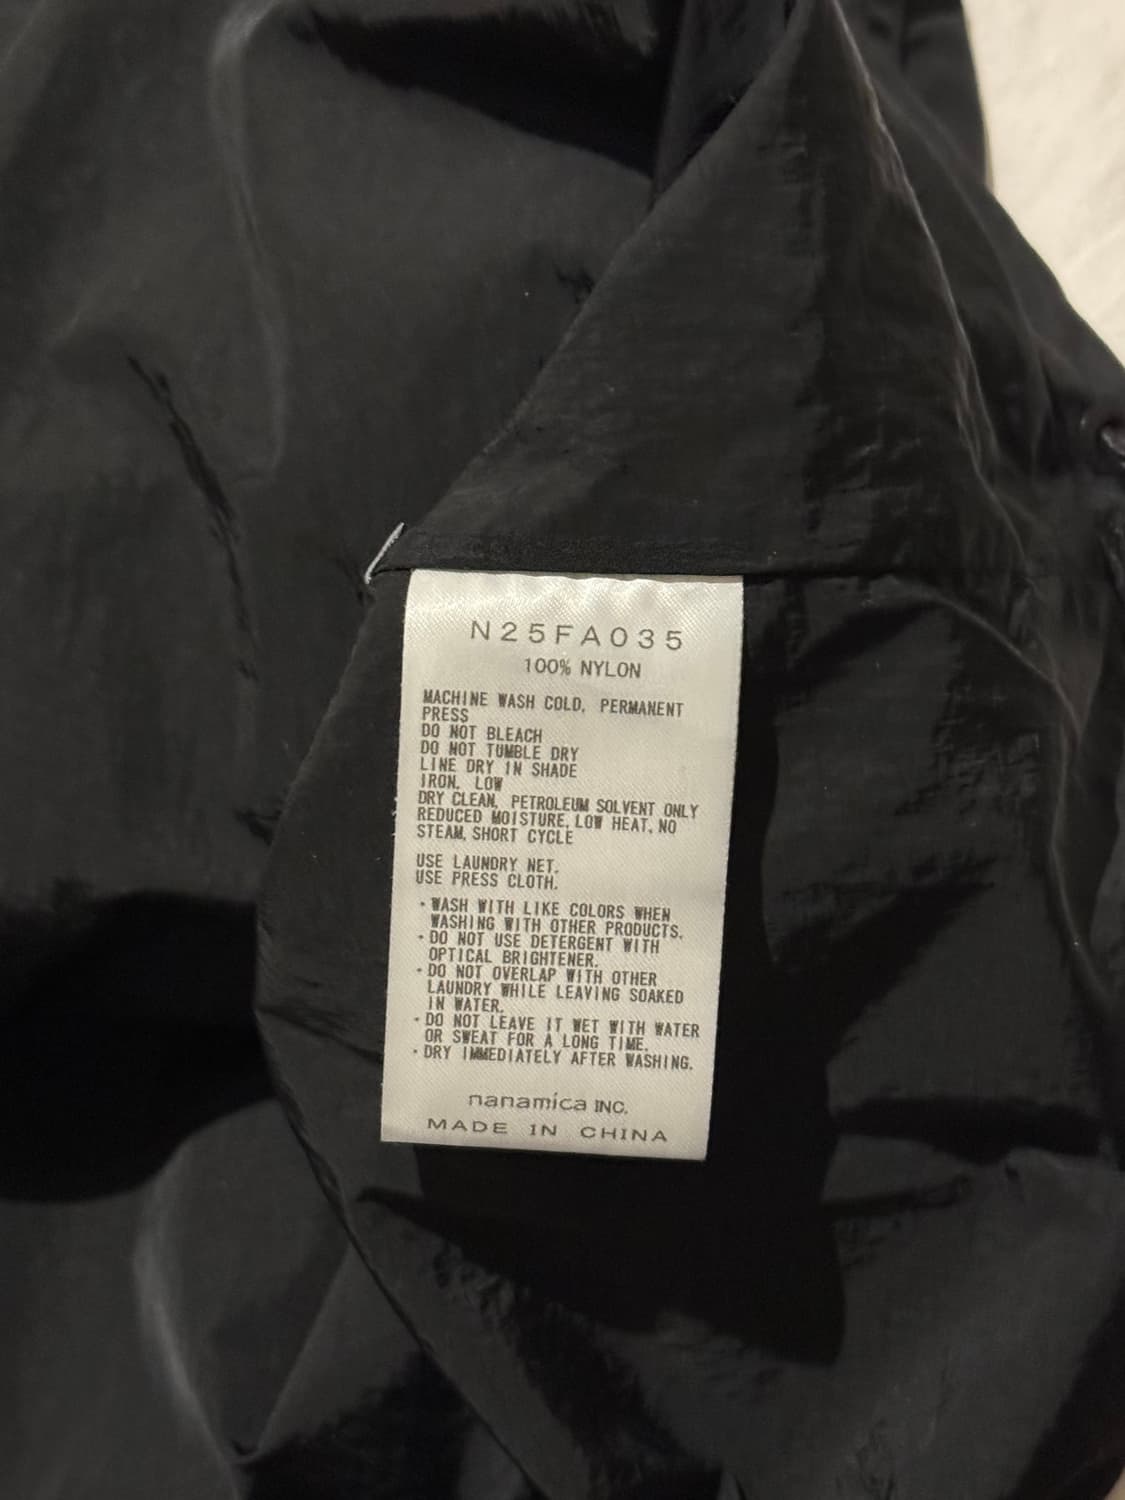 N25FA035
100% NYLON
MACHINE WASH COLD, PERMANENT
PRESS
DO NOT BLEACH
DO NOT TUMBLE DRY
LINE DRY IN SHADE
IRON, LOW
DRY CLEAN, PETROLEUM SOLVENT ONLY
REDUCED MOISTURE, LOW HEAT, NO
STEAM, SHORT CYCLE
USE LAUNDRY NET.
USE PRESS CLOTH.
・WASH WITH LIKE COLORS WHEN
WASHING WITH OTHER PRODUCTS.
・DO NOT USE DETERGENT WITH
OPTICAL BRIGHTENER.
・DO NOT OVERLAP WITH OTHER
LAUNDRY WHILE LEAVING SOAKED
IN WATER.
・DO NOT LEAVE IT WET WITH WATER
OR SWEAT FOR A LONG TIME.
・DRY IMMEDIATELY AFTER WASHING.
nanamica INC.
MADE IN CHINA